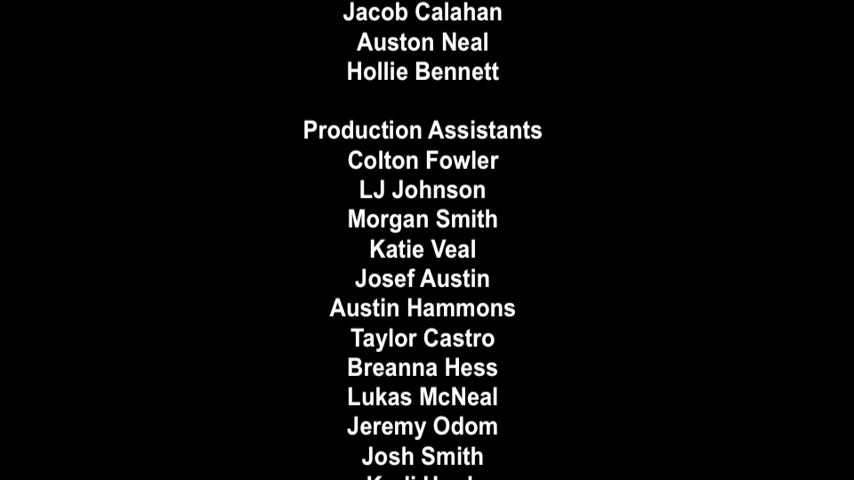 Jacob Calahan
Auston Neal
Hollie Bennett
Production Assistants
Colton Fowler
LJ Johnson
Morgan Smith
Katie Veal
Josef Austin
Austin Hammons
Taylor Castro
Breanna Hess
Lukas McNeal
Jeremy Odom
Josh Smith